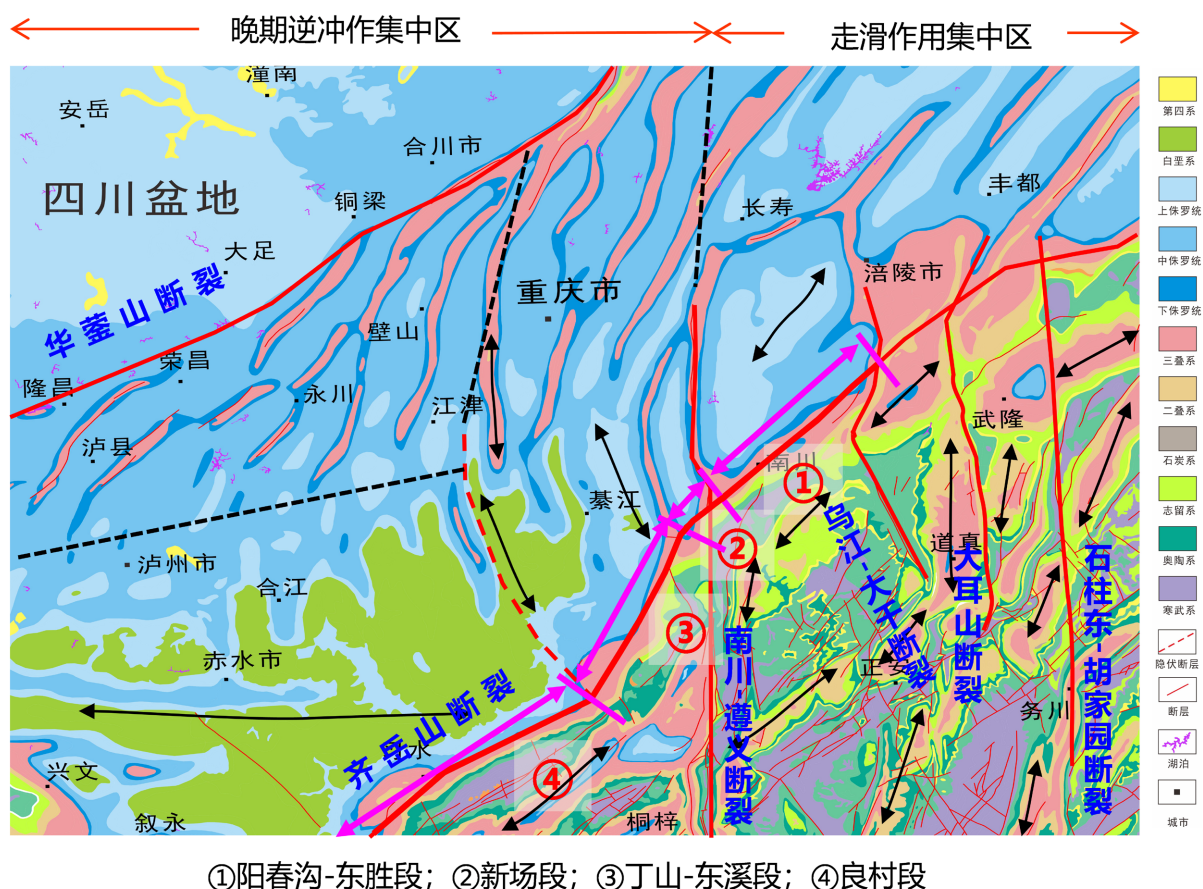 晚期逆冲作集中区
走滑作用集中区
潼南
安岳
合川市
四川盆地
铜梁
大足
长寿
丰都
涪陵市
重庆市
华蓥山断裂
璧山
荣昌
隆昌
永川
江津
泸县
武隆
南川
①
綦江
②
乌江-大千断裂
道真
大耳山断裂
石柱东-胡家园断裂
泸州市
合江
③
南川-遵义断裂
赤水市
正安
务川
齐岳山断裂
水
④
兴文
叙永
桐梓
第四系
白垩系
上侏罗统
中侏罗统
下侏罗统
三叠系
二叠系
石炭系
志留系
奥陶系
寒武系
隐伏断层
断层
湖泊
城市
①阳春沟-东胜段；②新场段；③丁山-东溪段；④良村段